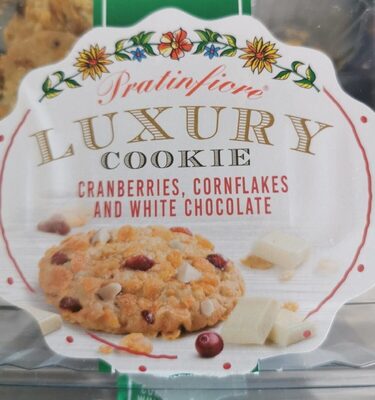 Pratinfiore®
LUXURY
COOKIE
CRANBERRIES, CORNFLAKES
AND WHITE CHOCOLATE